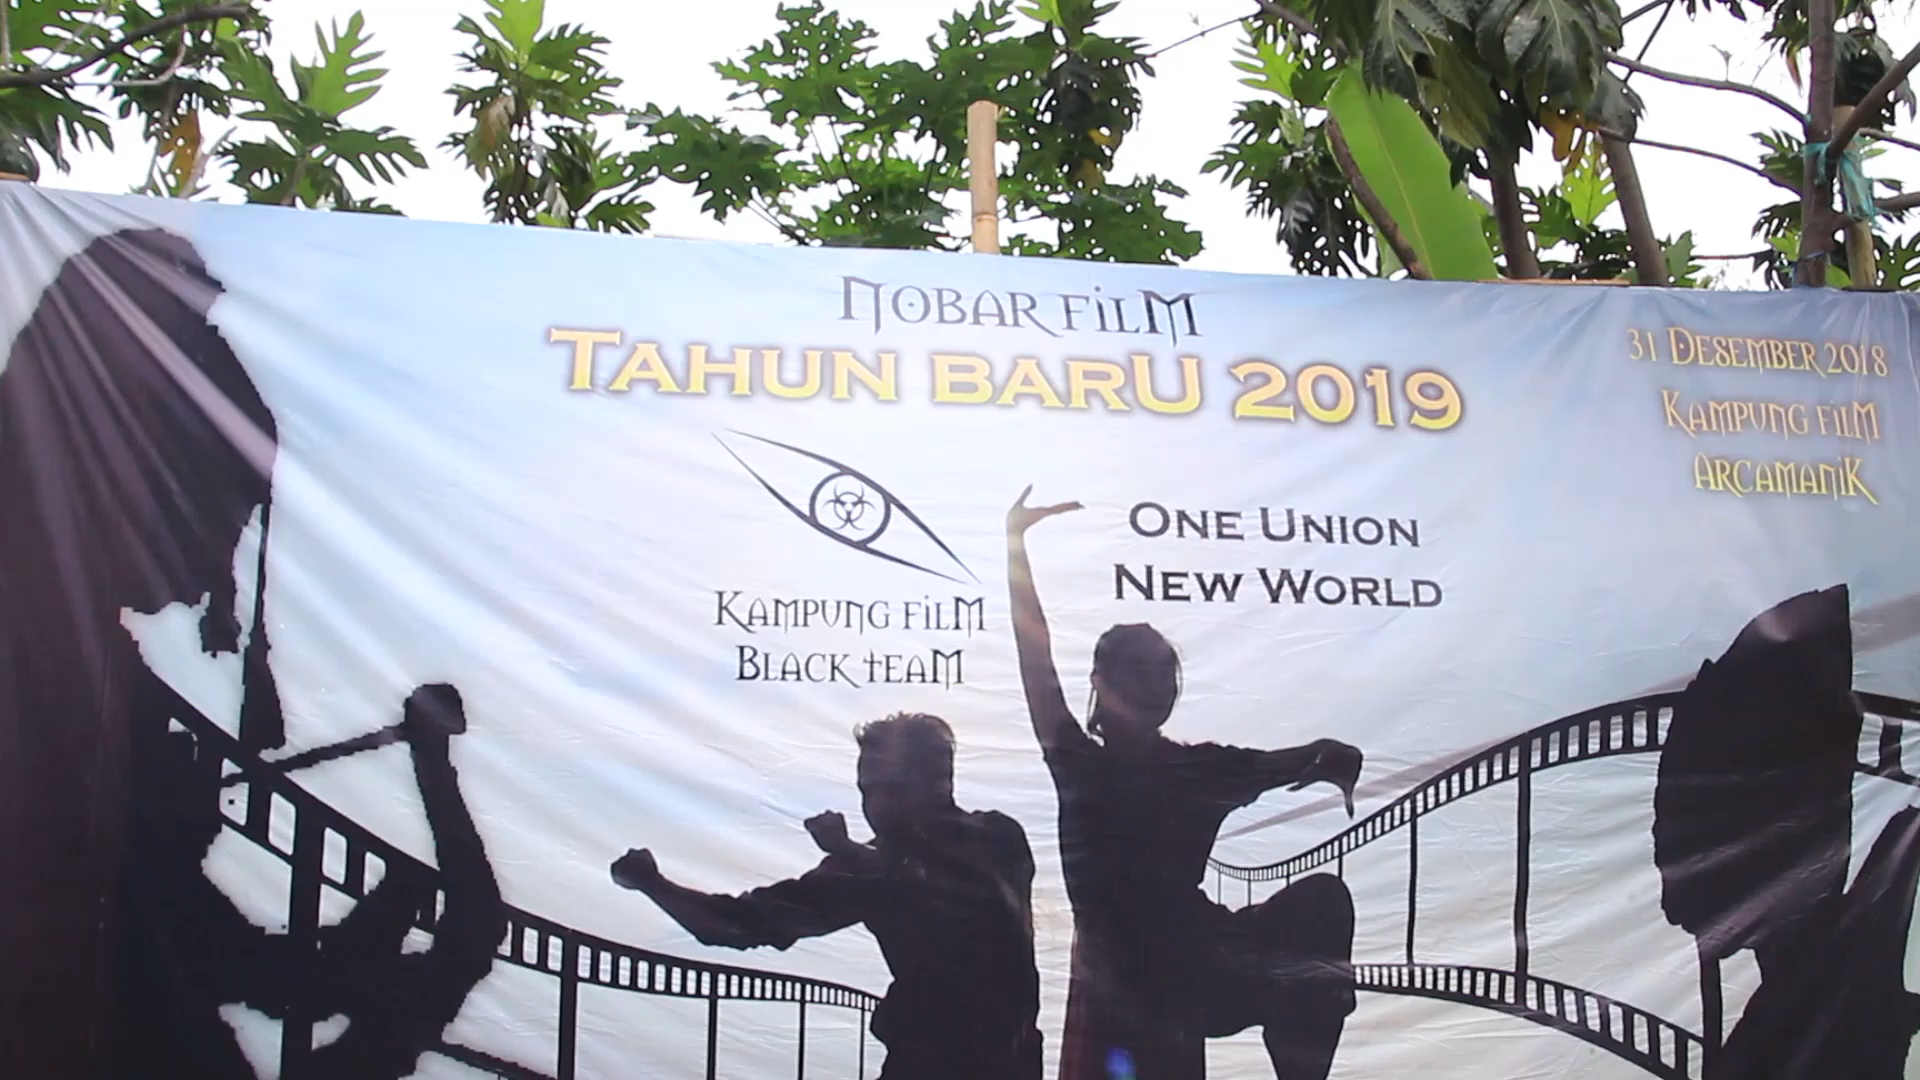 NOBAR FILM
TAHUN BARU 2019
31 DESEMBER 2018
KAMPUNG FILM
ARCAMANIK
ONE UNION
NEW WORLD
KAMPUNG FILM
BLACK TEAM